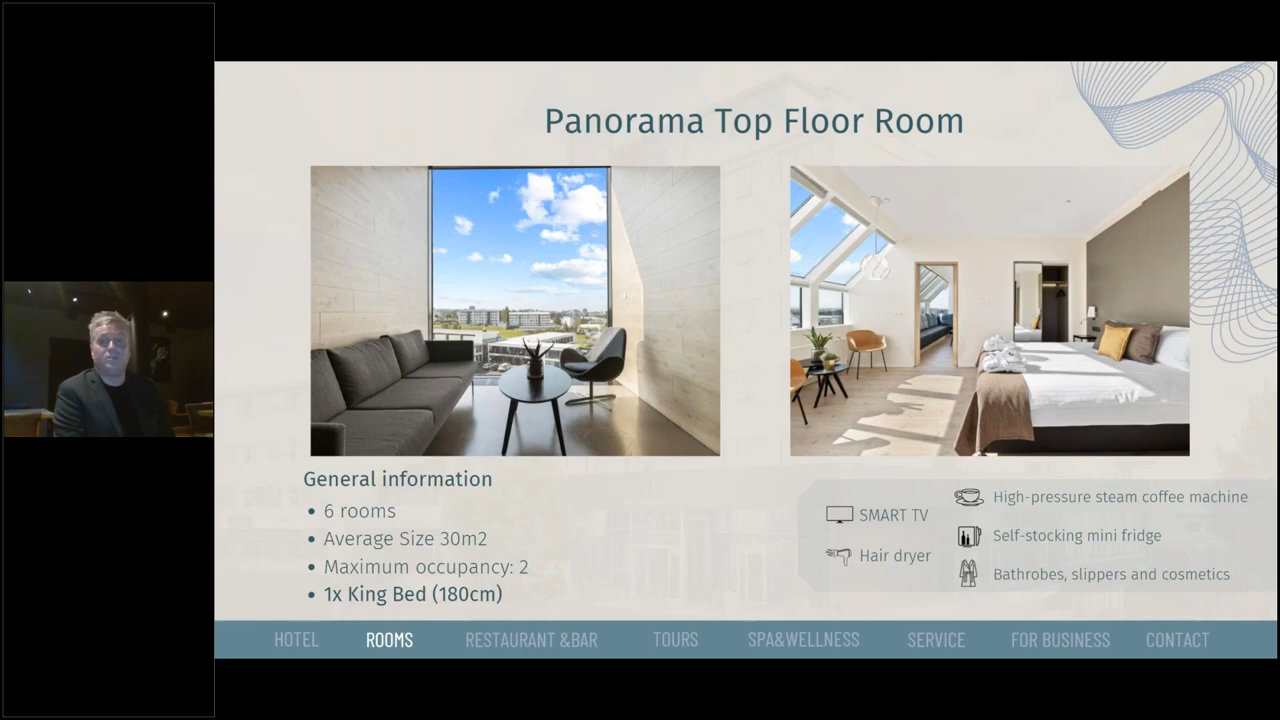 Panorama Top Floor Room
General information
• 6 rooms
• Average Size 30m2
• Maximum occupancy: 2
• 1x King Bed (180cm)
SMART TV
Hair dryer
High-pressure steam coffee machine
Self-stocking mini fridge
Bathrobes, slippers and cosmetics
HOTEL ROOMS RESTAURANT &BAR TOURS SPA&WELLNESS SERVICE FOR BUSINESS CONTACT